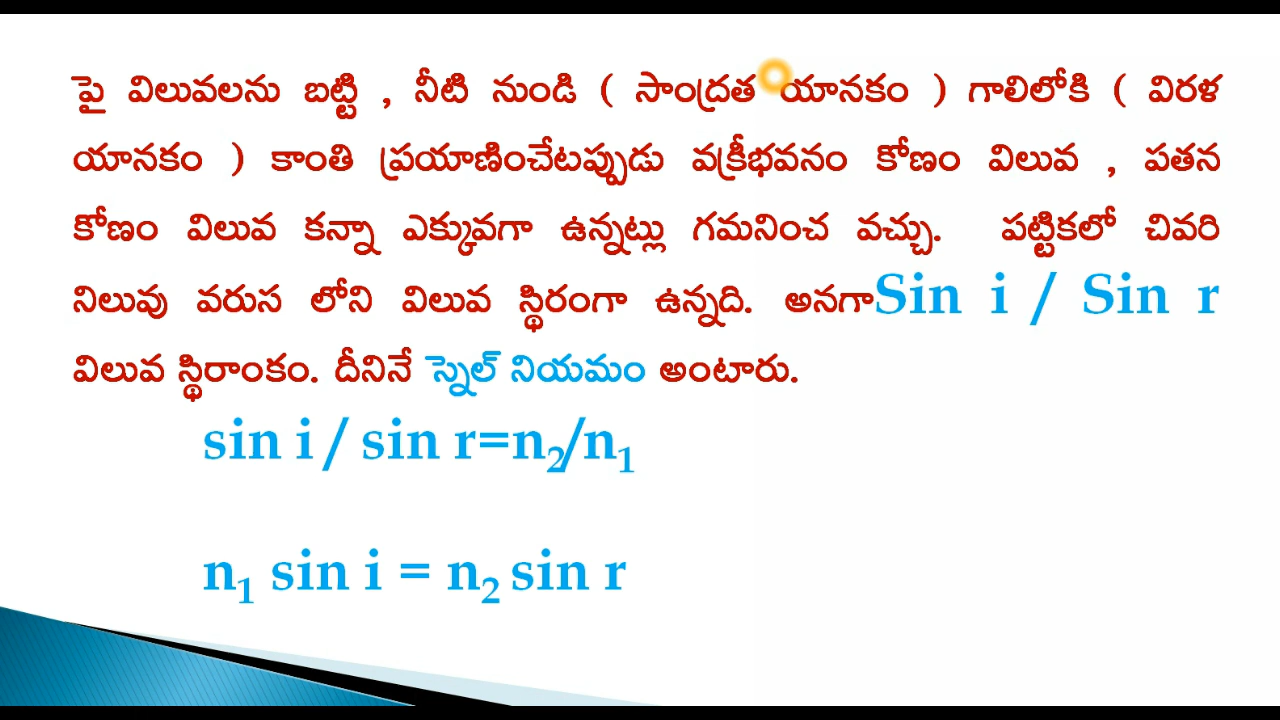 పై విలువలను బట్టి , నీటి నుండి ( సాంద్రత యానకం ) గాలిలోకి ( విరళ
యానకం ) కాంతి ప్రయాణించేటప్పుడు వక్రీభవనం కోణం విలువ , పతన
కోణం విలువ కన్నా ఎక్కువగా ఉన్నట్లు గమనించ వచ్చు. పట్టికలో చివరి
నిలువు వరుస లోని విలువ స్థిరంగా ఉన్నది. అనగాSin i / Sin r
విలువ స్థిరాంకం. దీనినే స్నెల్ నియమం అంటారు.
sin i / sin r=n₂/n₁
n₁ sin i = n₂ sin r